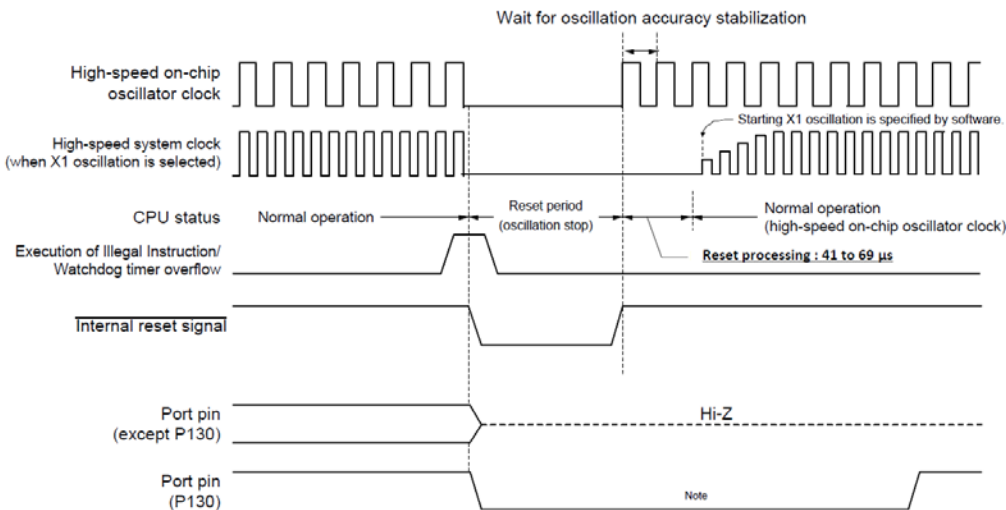 Wait for oscillation accuracy stabilization
High-speed on-chip
oscillator clock
Starting X1 oscillation is specified by software.
High-speed system clock
(when X1 oscillation is selected)
CPU status
Normal operation
Reset period
(oscillation stop)
Normal operation
(high-speed on-chip oscillator clock)
Reset processing : 41 to 69 µs
Execution of Illegal Instruction/
Watchdog timer overflow
Internal reset signal
Port pin
(except P130)
Hi-Z
Port pin
(P130)
Note